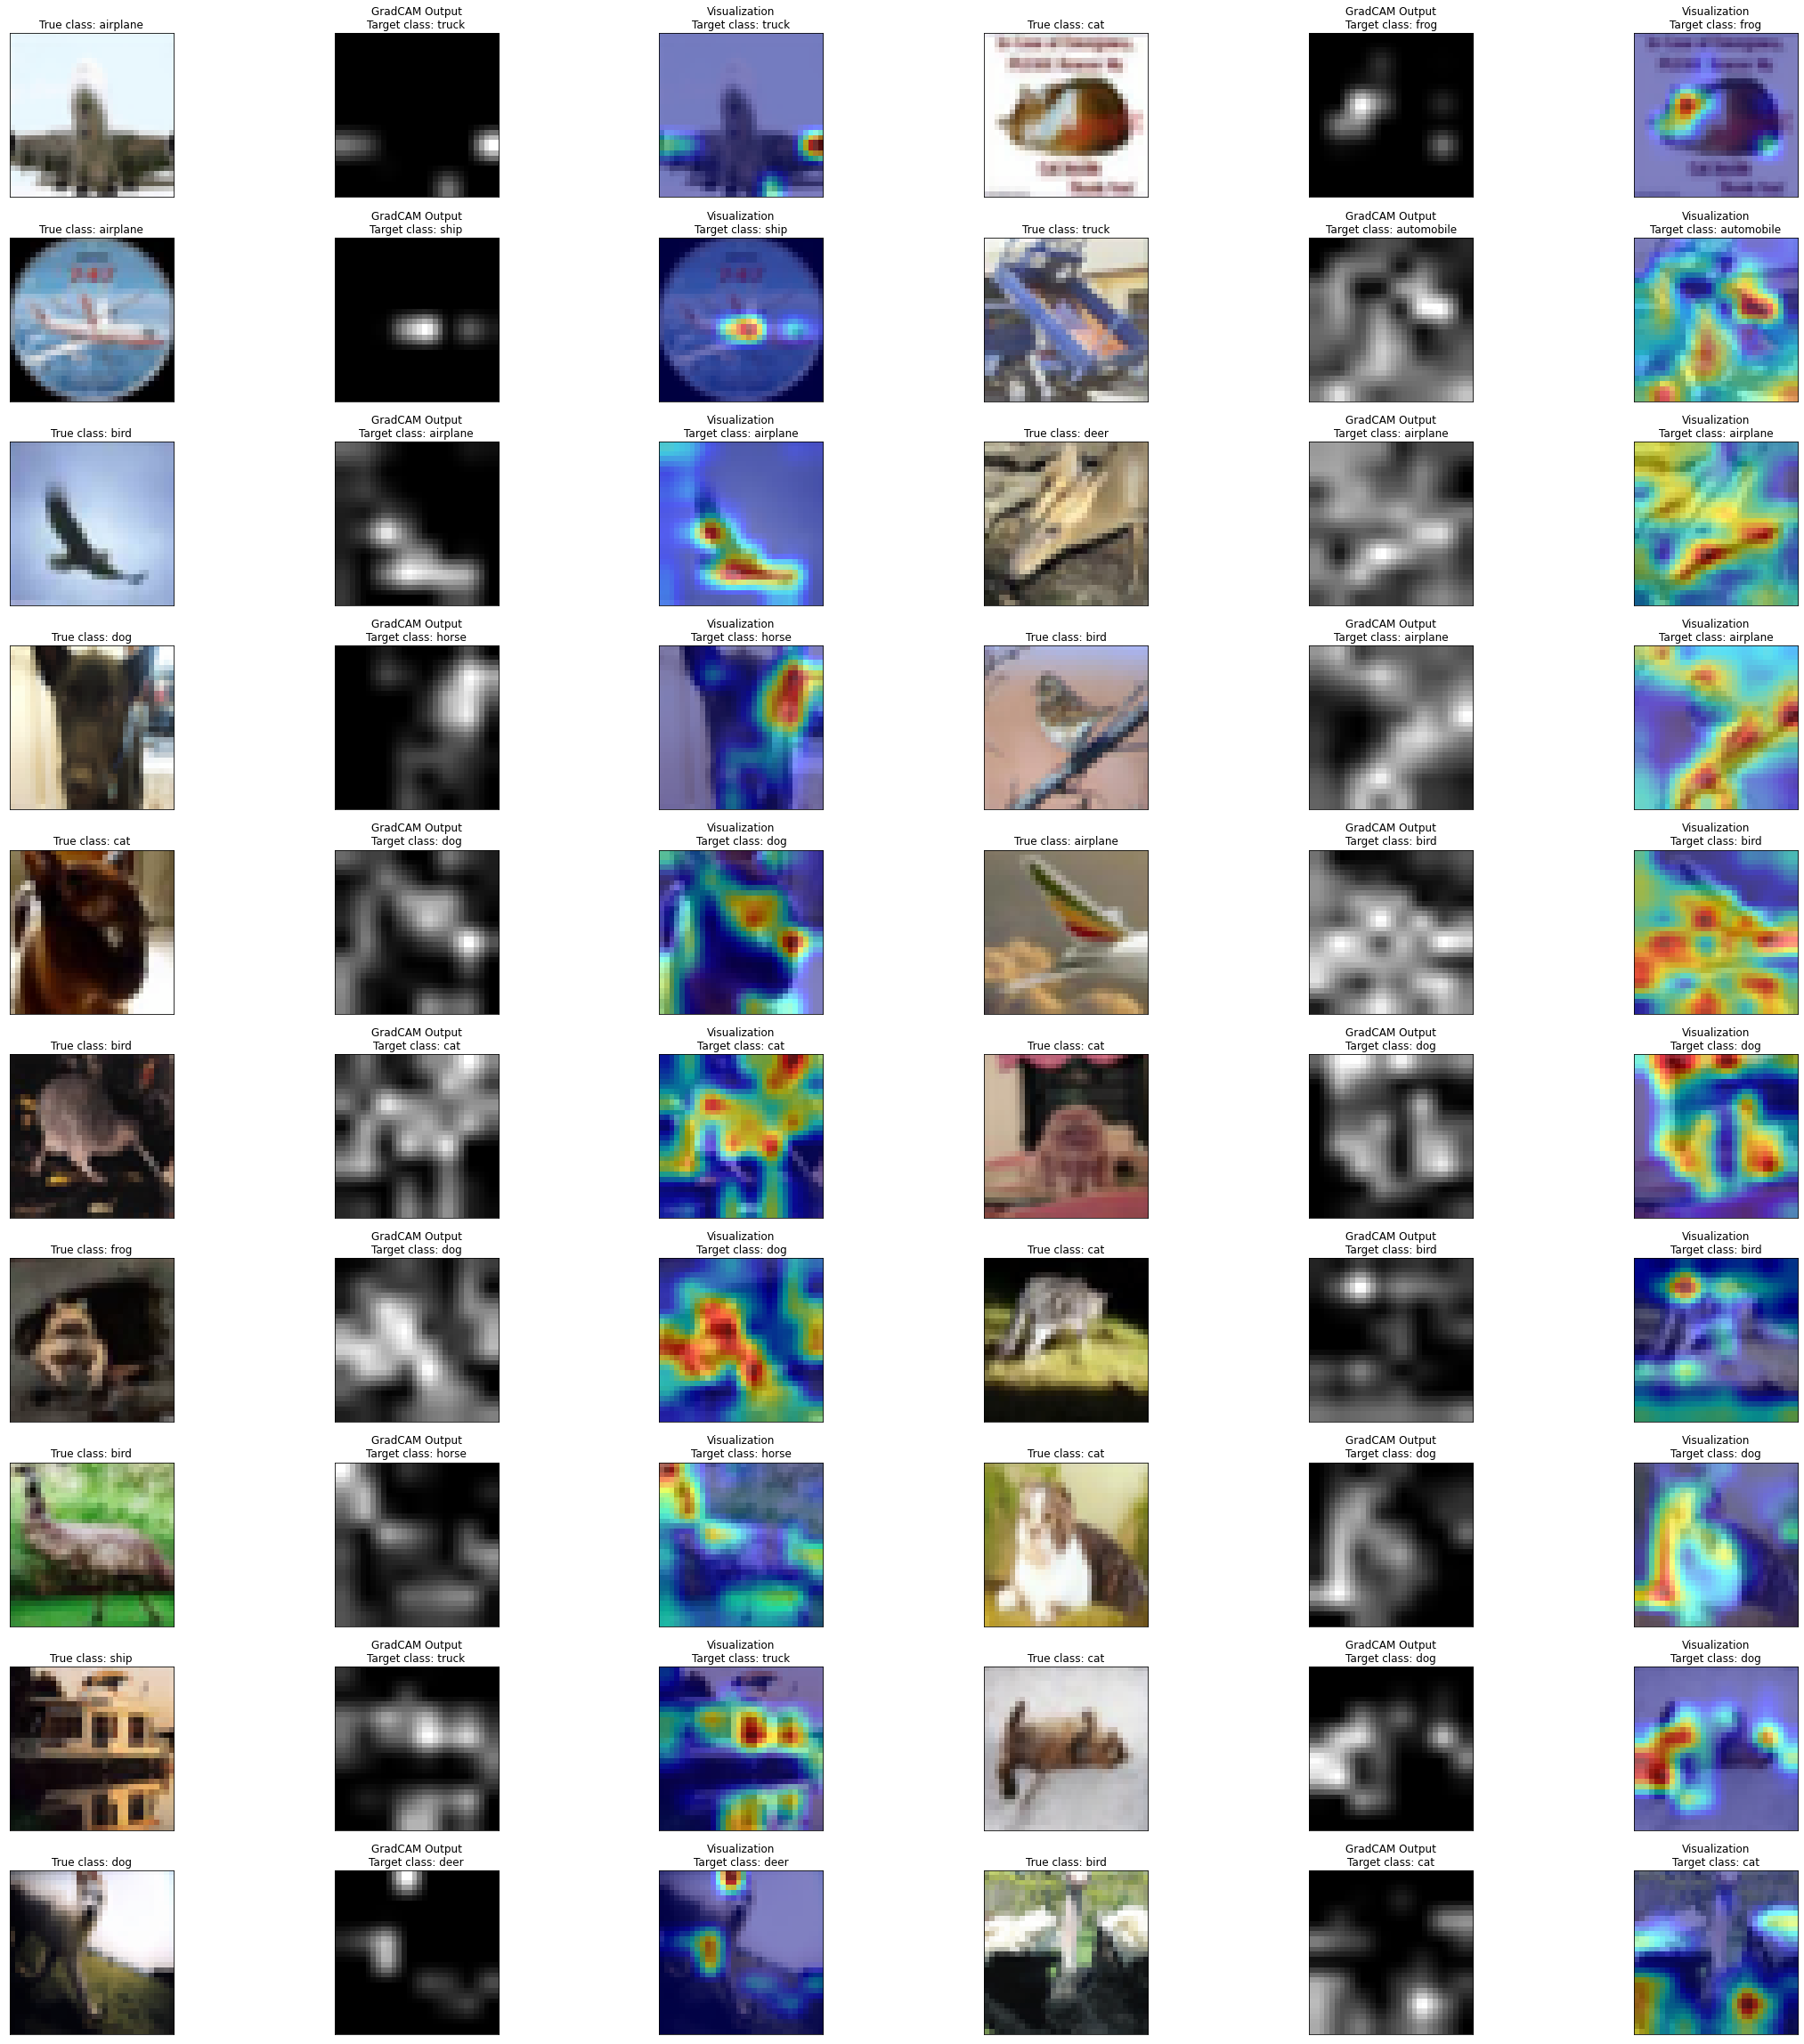 True class: airplane
GradCAM Output
Target class: truck
Visualization
Target class: truck
True class: cat
GradCAM Output
Target class: frog
Visualization
Target class: frog
True class: airplane
GradCAM Output
Target class: ship
Visualization
Target class: ship
True class: truck
GradCAM Output
Target class: automobile
Visualization
Target class: automobile
True class: bird
GradCAM Output
Target class: airplane
Visualization
Target class: airplane
True class: deer
GradCAM Output
Target class: airplane
Visualization
Target class: airplane
True class: dog
GradCAM Output
Target class: horse
Visualization
Target class: horse
True class: bird
GradCAM Output
Target class: airplane
Visualization
Target class: airplane
True class: cat
GradCAM Output
Target class: dog
Visualization
Target class: dog
True class: airplane
GradCAM Output
Target class: bird
Visualization
Target class: bird
True class: bird
GradCAM Output
Target class: cat
Visualization
Target class: cat
True class: cat
GradCAM Output
Target class: dog
Visualization
Target class: dog
True class: frog
GradCAM Output
Target class: dog
Visualization
Target class: dog
True class: cat
GradCAM Output
Target class: bird
Visualization
Target class: bird
True class: bird
GradCAM Output
Target class: horse
Visualization
Target class: horse
True class: cat
GradCAM Output
Target class: dog
Visualization
Target class: dog
True class: ship
GradCAM Output
Target class: truck
Visualization
Target class: truck
True class: cat
GradCAM Output
Target class: dog
Visualization
Target class: dog
True class: dog
GradCAM Output
Target class: deer
Visualization
Target class: deer
True class: bird
GradCAM Output
Target class: cat
Visualization
Target class: cat